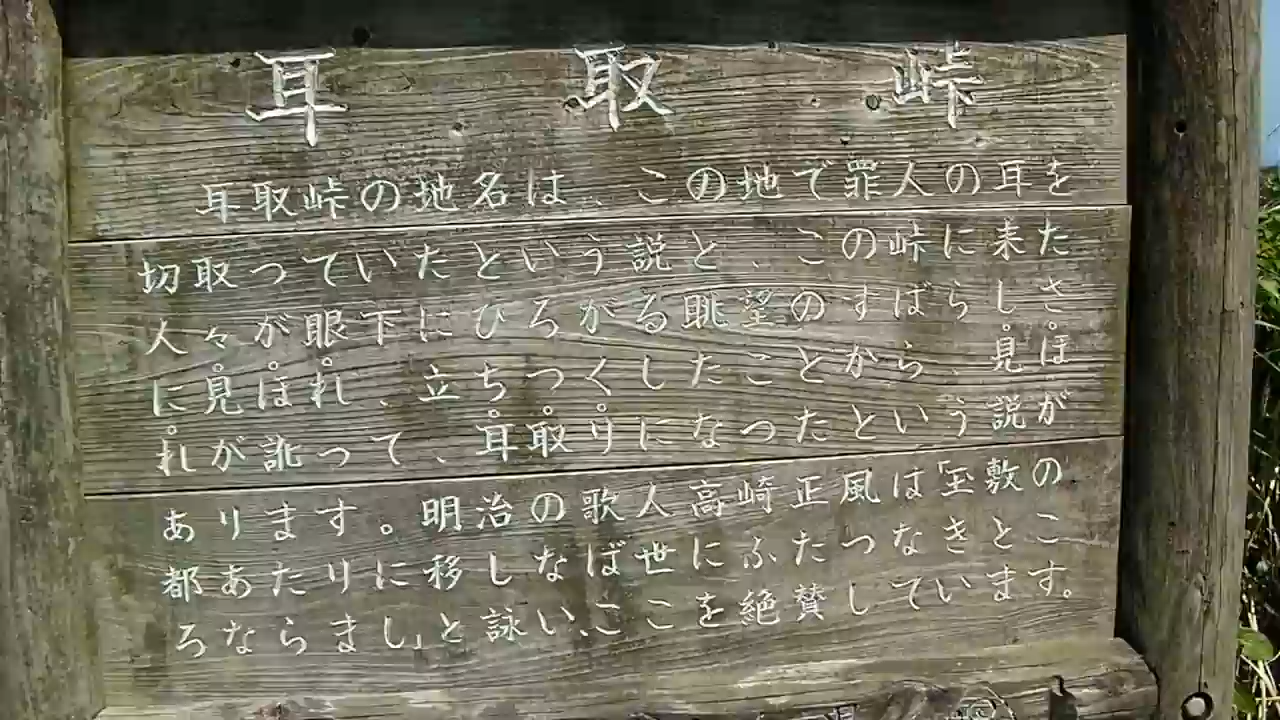 耳取峠
耳取峠の地名は、この地で罪人の耳を
切取っていたという説と、この峠に来た
人々が眼下にひろがる眺望のすばらしさ
に見ぽれ、立ちつくしたことから、見ぽ
れが訛って、耳取りになったという説が
あります。明治の歌人高崎正風は「玉敷の
都あたりに移しなば世にふたつなきとこ
ろならまし」と詠い、ここを絶賛しています。